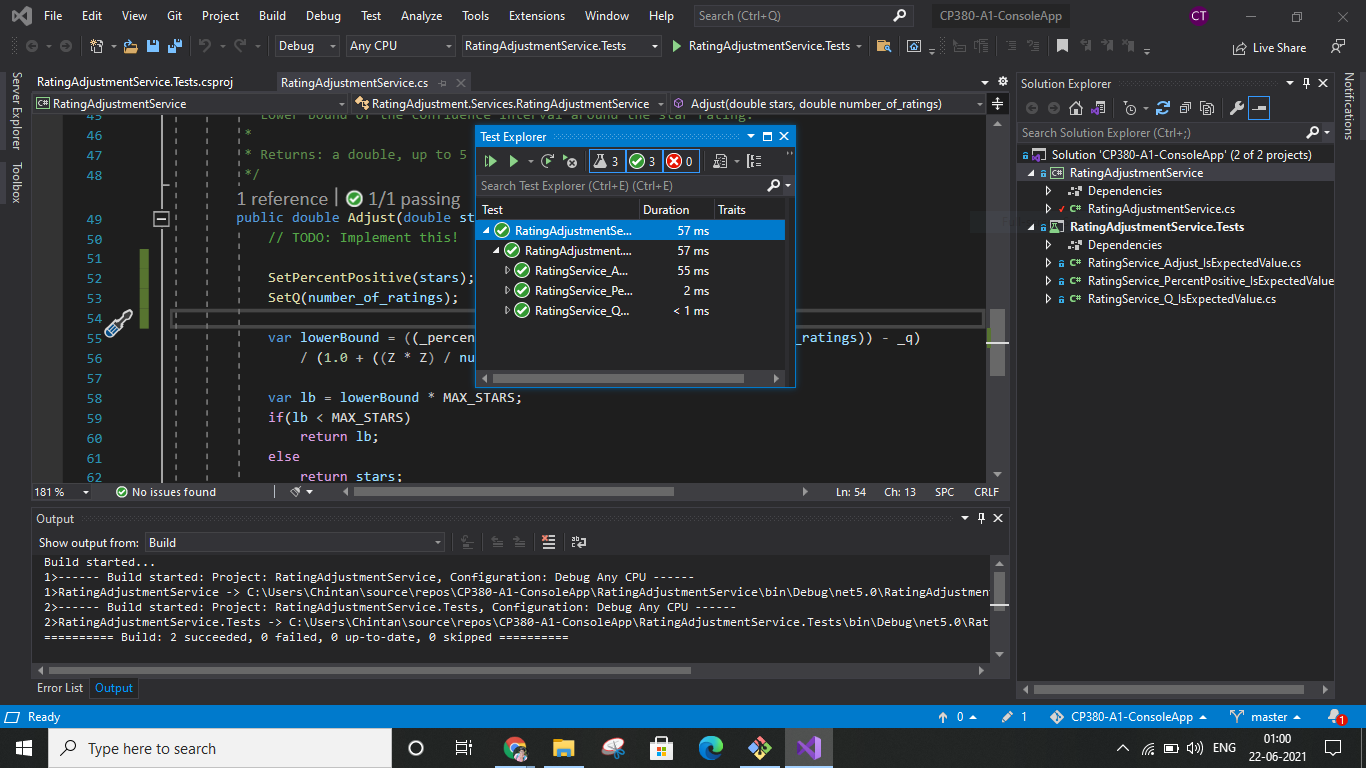 File Edit View Git Project Build Debug Test Analyze Tools Extensions Window Help Search (Ctrl+Q) CP380-A1-ConsoleApp CT
Debug Any CPU RatingAdjustmentService.Tests RatingAdjustmentService.Tests Live Share
Server Explorer
Toolbox
RatingAdjustmentService.Tests.csproj RatingAdjustmentService.cs
RatingAdjustmentService RatingAdjustment.Services.RatingAdjustmentService Adjust(double stars, double number_of_ratings)
45 * Lower bound of the confidence interval around the star rating.
46 *
47 * Returns: a double, up to 5
48 */
1 reference | 1/1 passing
49 public double Adjust(double st
50 // TODO: Implement this!
51
52 SetPercentPositive(stars);
53 SetQ(number_of_ratings);
54
55 var lowerBound = ((_percen _ratings)) - _q)
56 / (1.0 + ((Z * Z) / nu
57
58 var lb = lowerBound * MAX_STARS;
59 if(lb < MAX_STARS)
60 return lb;
61 else
62 return stars;
181 % No issues found Ln: 54 Ch: 13 SPC CRLF
Test Explorer
3 3 0
Search Test Explorer (Ctrl+E) (Ctrl+E)
Test Duration Traits
RatingAdjustmentSe... 57 ms
RatingAdjustment.... 57 ms
RatingService_A... 55 ms
RatingService_Pe... 2 ms
RatingService_Q... < 1 ms
Output
Show output from: Build
Build started...
1>------ Build started: Project: RatingAdjustmentService, Configuration: Debug Any CPU ------
1>RatingAdjustmentService -> C:\Users\Chintan\source\repos\CP380-A1-ConsoleApp\RatingAdjustmentService\bin\Debug\net5.0\RatingAdjustment
2>------ Build started: Project: RatingAdjustmentService.Tests, Configuration: Debug Any CPU ------
2>RatingAdjustmentService.Tests -> C:\Users\Chintan\source\repos\CP380-A1-ConsoleApp\RatingAdjustmentService.Tests\bin\Debug\net5.0\Rat
========== Build: 2 succeeded, 0 failed, 0 up-to-date, 0 skipped ==========
Error List Output
Solution Explorer
Search Solution Explorer (Ctrl+;)
Solution 'CP380-A1-ConsoleApp' (2 of 2 projects)
RatingAdjustmentService
Dependencies
C# RatingAdjustmentService.cs
RatingAdjustmentService.Tests
Dependencies
C# RatingService_Adjust_IsExpectedValue.cs
C# RatingService_PercentPositive_IsExpectedValue
C# RatingService_Q_IsExpectedValue.cs
Notifications
Ready 0 1 CP380-A1-ConsoleApp master 1
Type here to search ENG 01:00
22-06-2021